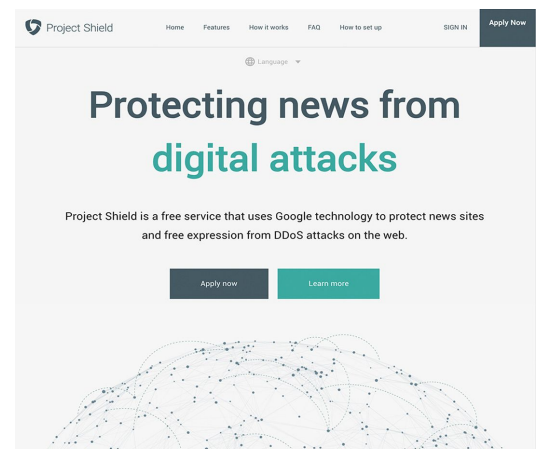 Project Shield
Home Features How it works FAQ How to set up SIGN IN Apply Now
Language
Protecting news from
digital attacks
Project Shield is a free service that uses Google technology to protect news sites
and free expression from DDoS attacks on the web.
Apply now Learn more